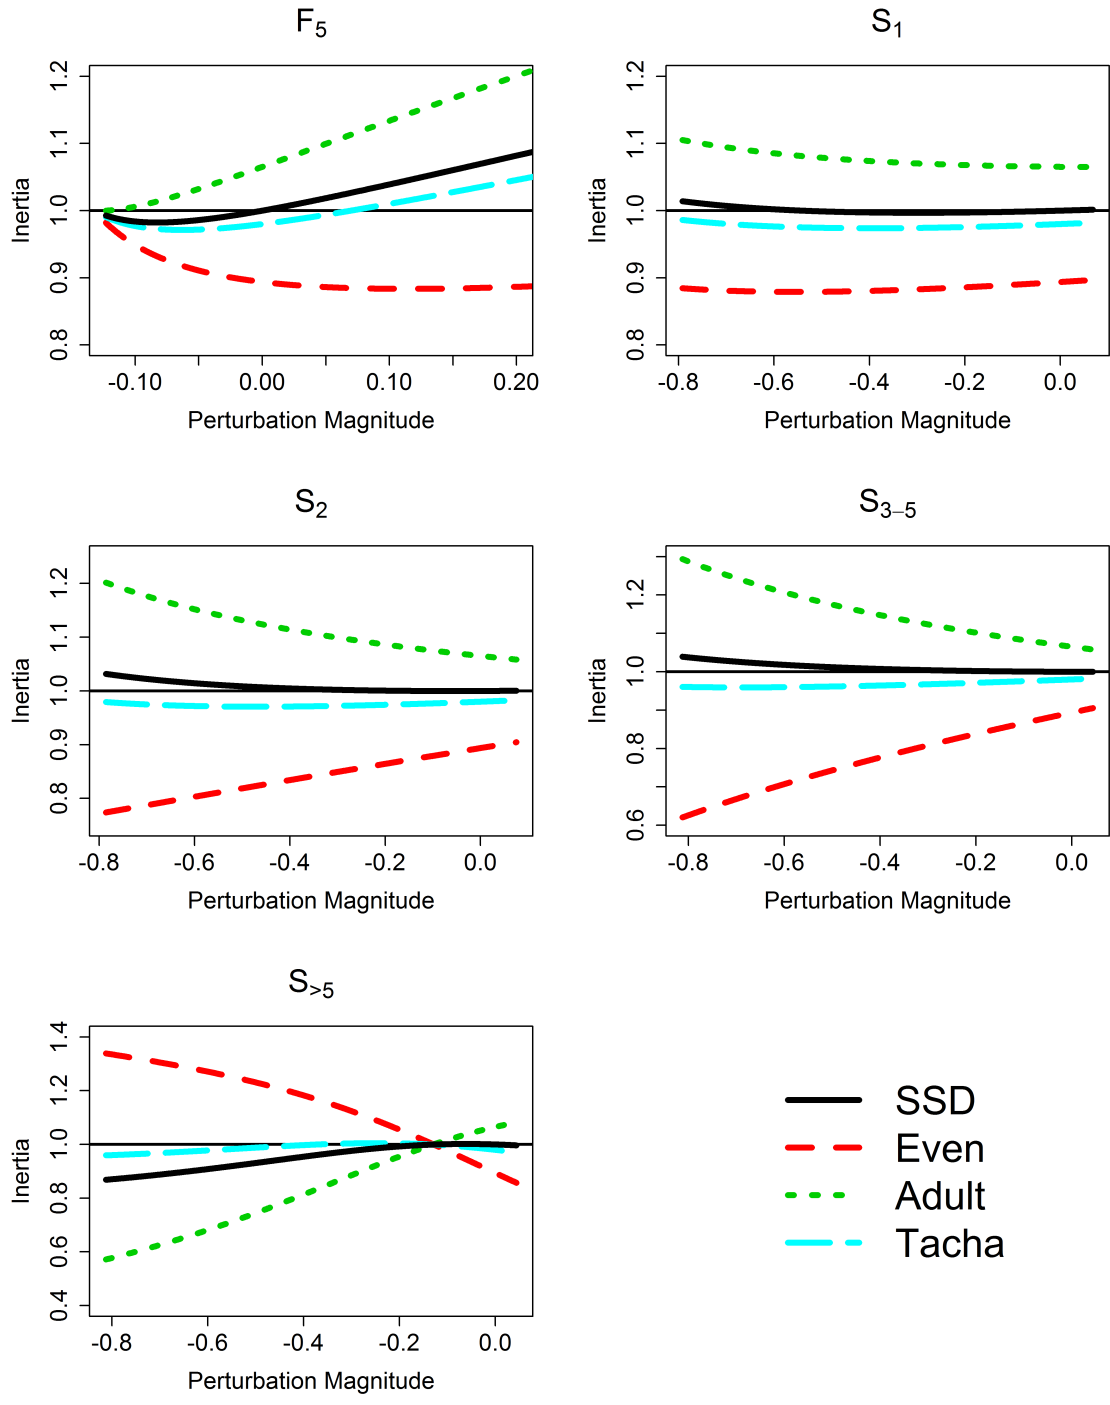 F5
1.2
1.1
1.0
0.9
0.8
Inertia
-0.10 0.00 0.10 0.20
Perturbation Magnitude
S1
1.2
1.1
1.0
0.9
0.8
Inertia
-0.8 -0.6 -0.4 -0.2 0.0
Perturbation Magnitude
S2
1.2
1.1
1.0
0.9
0.8
Inertia
-0.8 -0.6 -0.4 -0.2 0.0
Perturbation Magnitude
S3–5
1.2
1.0
0.8
0.6
Inertia
-0.8 -0.6 -0.4 -0.2 0.0
Perturbation Magnitude
S>5
1.4
1.2
1.0
0.8
0.6
0.4
Inertia
-0.8 -0.6 -0.4 -0.2 0.0
Perturbation Magnitude
SSD
Even
Adult
Tacha